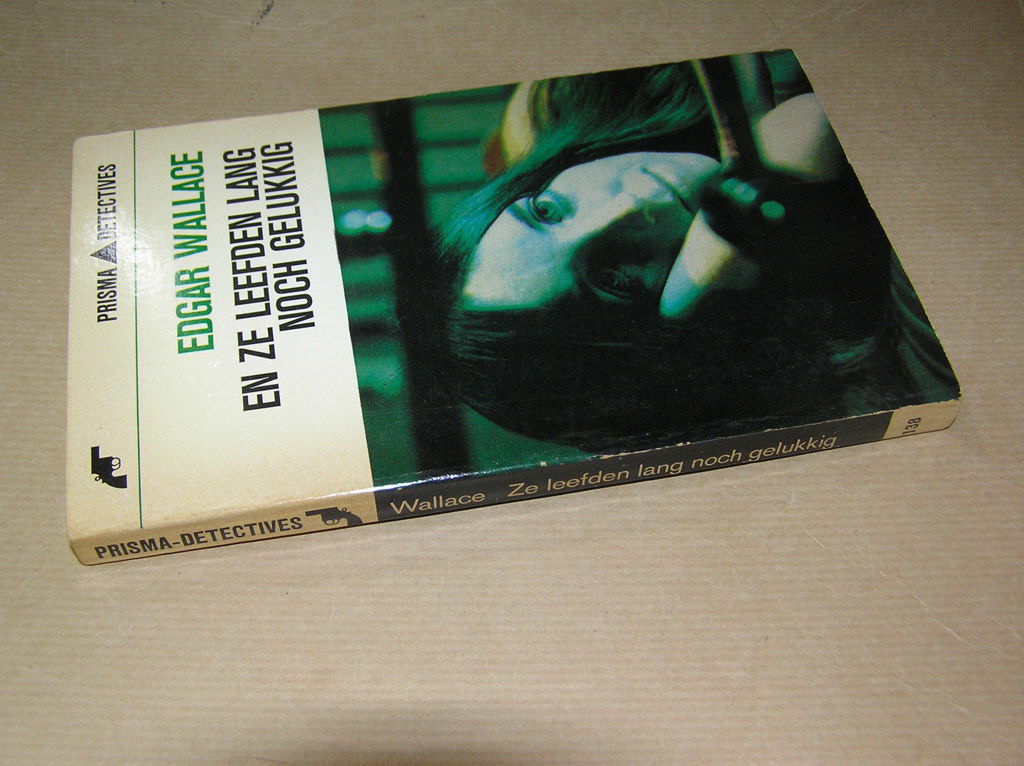 PRISMA DETECTIVES
EDGAR WALLACE
EN ZE LEEFDEN LANG
NOCH GELUKKIG
PRISMA-DETECTIVES
Wallace Ze leefden lang noch gelukkig
138